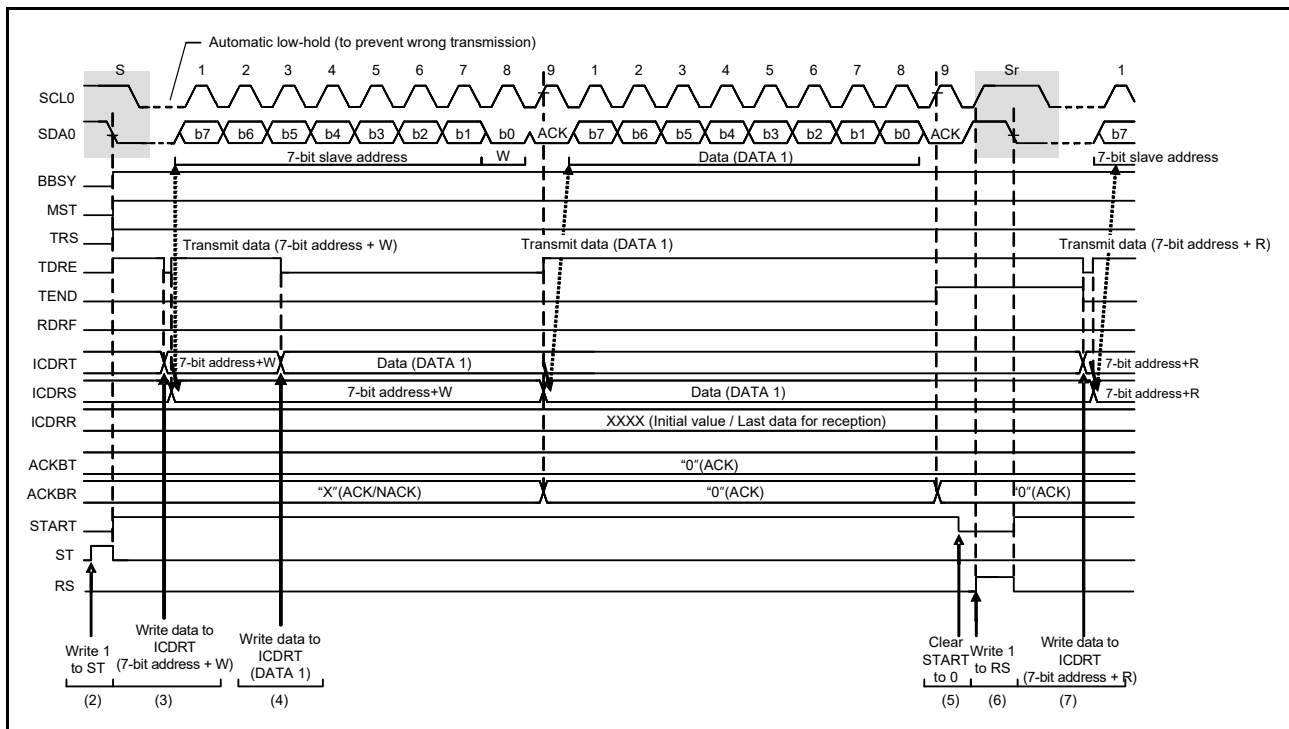 Automatic low-hold (to prevent wrong transmission)
S 1 2 3 4 5 6 7 8 9 1 2 3 4 5 6 7 8 9 Sr 1
SCL0
SDA0 b7 b6 b5 b4 b3 b2 b1 b0 ACK b7 b6 b5 b4 b3 b2 b1 b0 ACK b7
7-bit slave address W Data (DATA 1) 7-bit slave address
BBSY
MST
TRS
Transmit data (7-bit address + W) Transmit data (DATA 1) Transmit data (7-bit address + R)
TDRE
TEND
RDRF
ICDRT 7-bit address+W Data (DATA 1) 7-bit address+R
ICDRS 7-bit address+W Data (DATA 1) 7-bit address+R
ICDRR XXXX (Initial value / Last data for reception)
ACKBT "0"(ACK)
ACKBR "X"(ACK/NACK) "0"(ACK) "0"(ACK)
START
ST
RS
Write 1
to ST
Write data to
ICDRT
(7-bit address + W)
Write data to
ICDRT
(DATA 1)
Clear
START
to 0
Write 1
to RS
Write data to
ICDRT
(7-bit address + R)
(2) (3) (4) (5) (6) (7)